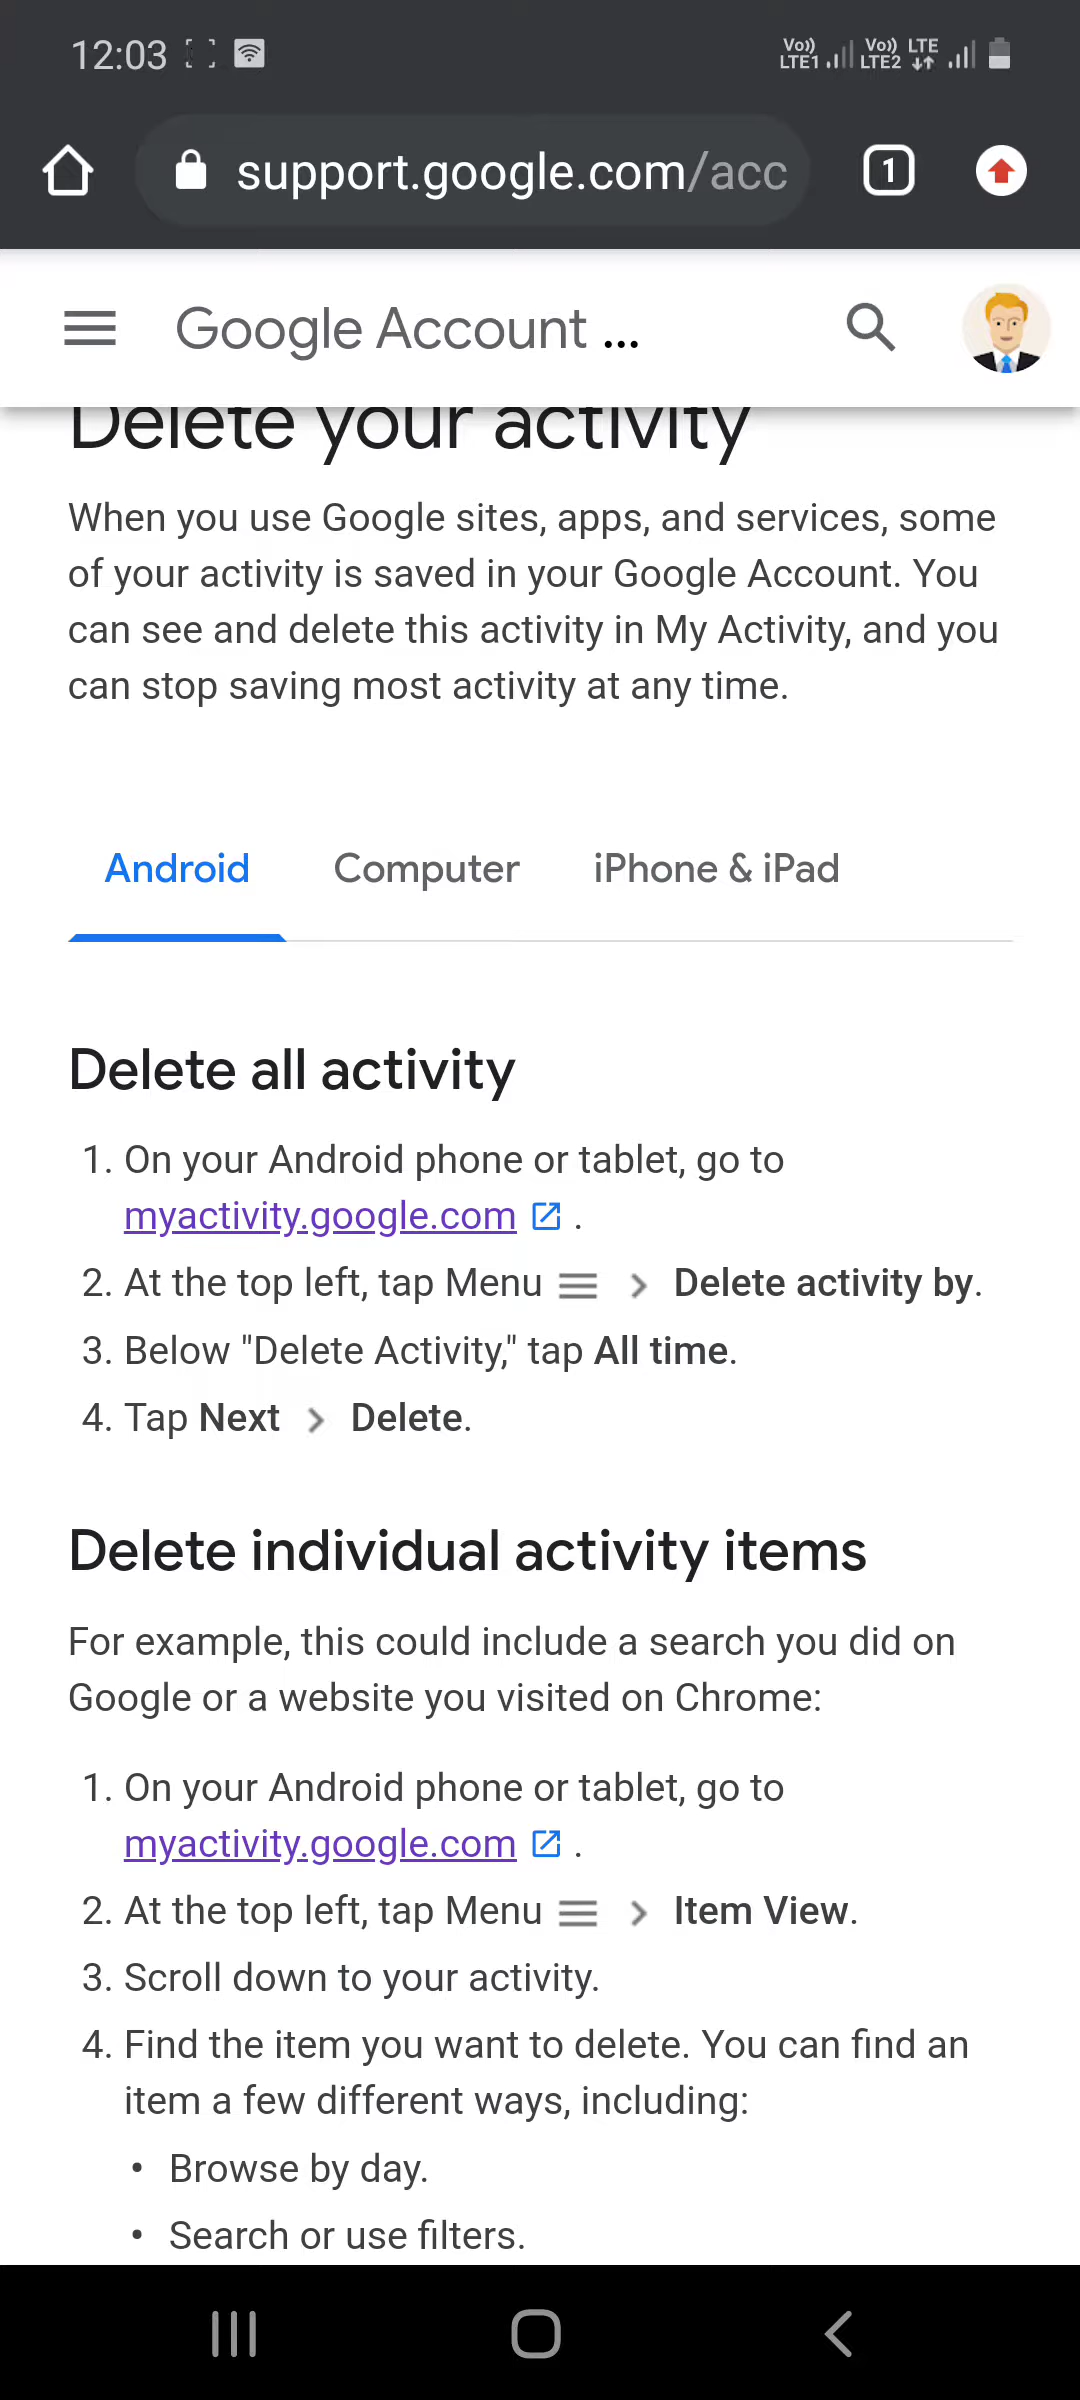 12:03
Vo)) LTE1 Vo)) LTE2 LTE
support.google.com/acc
1
Google Account ...
Delete your activity
When you use Google sites, apps, and services, some
of your activity is saved in your Google Account. You
can see and delete this activity in My Activity, and you
can stop saving most activity at any time.
Android Computer iPhone & iPad
Delete all activity
1. On your Android phone or tablet, go to
myactivity.google.com .
2. At the top left, tap Menu > Delete activity by.
3. Below "Delete Activity," tap All time.
4. Tap Next > Delete.
Delete individual activity items
For example, this could include a search you did on
Google or a website you visited on Chrome:
1. On your Android phone or tablet, go to
myactivity.google.com .
2. At the top left, tap Menu > Item View.
3. Scroll down to your activity.
4. Find the item you want to delete. You can find an
item a few different ways, including:
• Browse by day.
• Search or use filters.